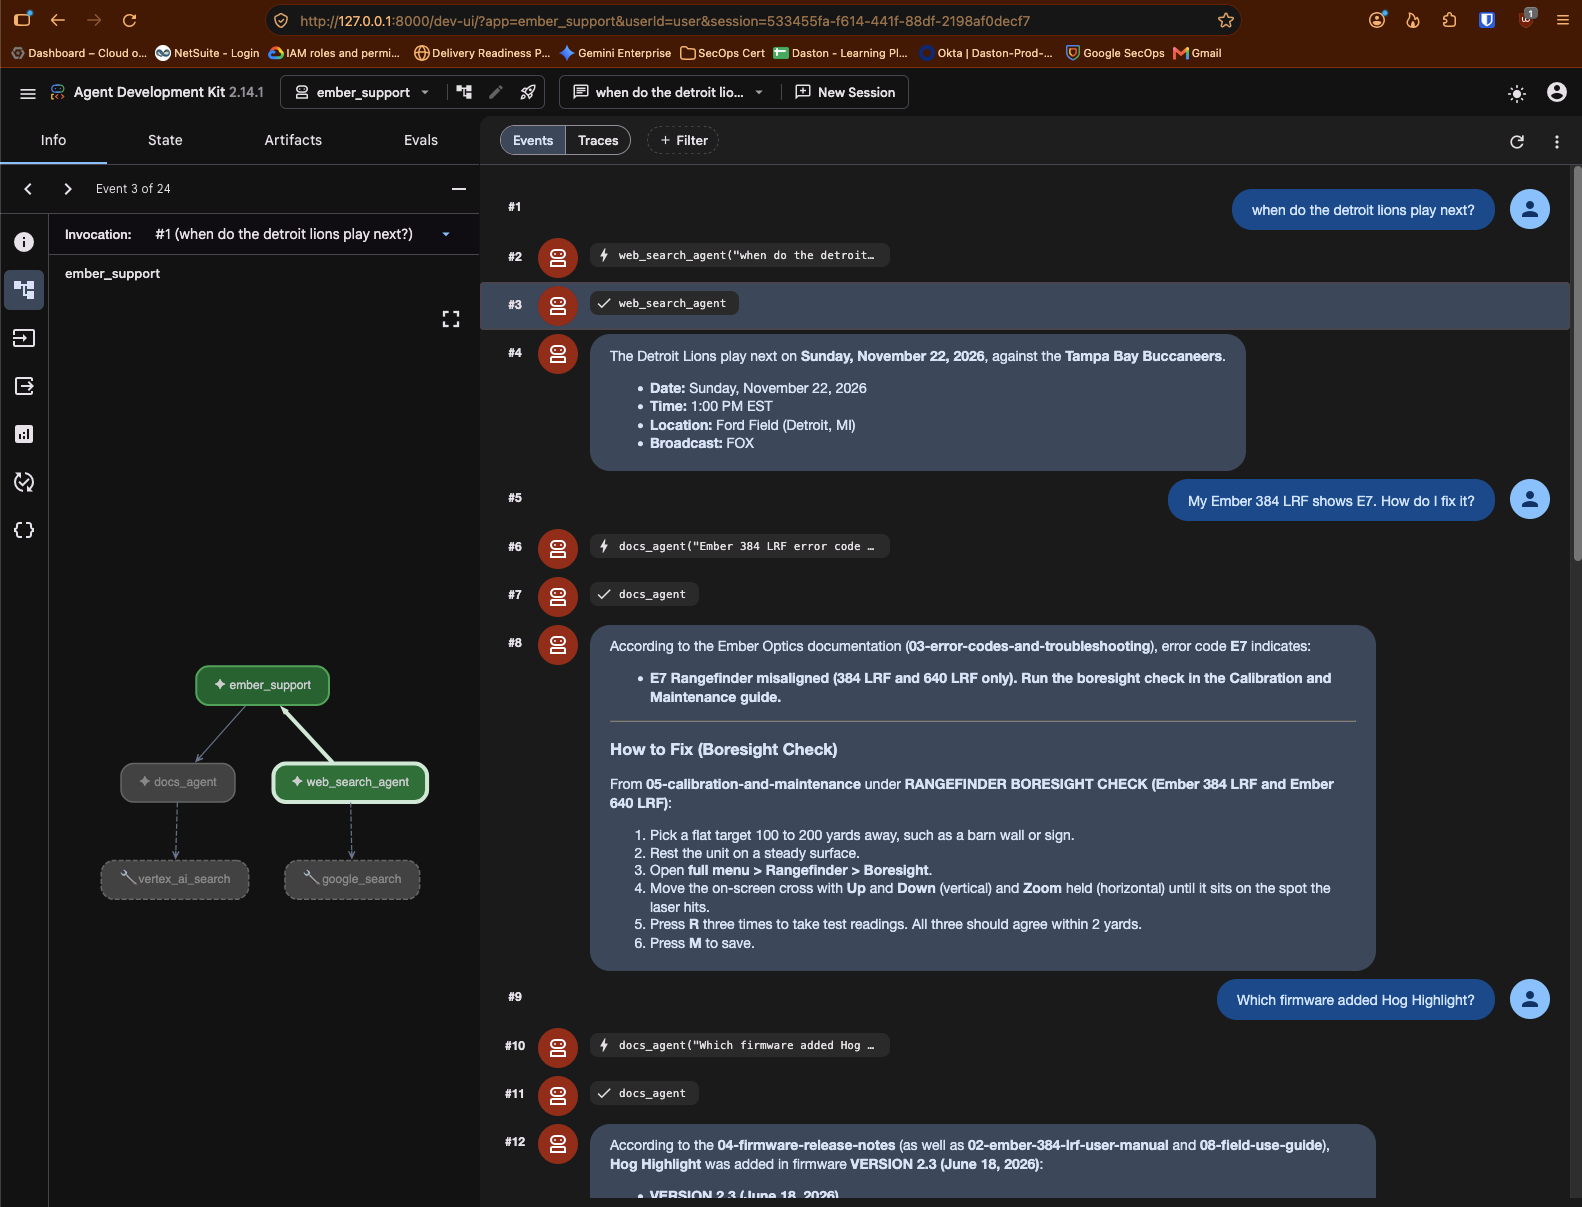 http://127.0.0.1:8000/dev-ui/?app=ember_support&userId=user&session=533455fa-f614-441f-88df-2198af0decf7
1
Dashboard – Cloud o...
NetSuite - Login
IAM roles and permi...
Delivery Readiness P...
Gemini Enterprise
SecOps Cert
Daston - Learning Pl...
Okta | Daston-Prod-...
Google SecOps
Gmail
Agent Development Kit 2.14.1
ember_support
when do the detroit lio...
New Session
Info
State
Artifacts
Evals
Events
Traces
+ Filter
Event 3 of 24
Invocation: #1 (when do the detroit lions play next?)
ember_support
ember_support
docs_agent
web_search_agent
vertex_ai_search
google_search
#1
when do the detroit lions play next?
#2
web_search_agent("when do the detroit…
#3
web_search_agent
#4
The Detroit Lions play next on Sunday, November 22, 2026, against the Tampa Bay Buccaneers.
• Date: Sunday, November 22, 2026
• Time: 1:00 PM EST
• Location: Ford Field (Detroit, MI)
• Broadcast: FOX
#5
My Ember 384 LRF shows E7. How do I fix it?
#6
docs_agent("Ember 384 LRF error code …
#7
docs_agent
#8
According to the Ember Optics documentation (03-error-codes-and-troubleshooting), error code E7 indicates:
• E7 Rangefinder misaligned (384 LRF and 640 LRF only). Run the boresight check in the Calibration and
Maintenance guide.
How to Fix (Boresight Check)
From 05-calibration-and-maintenance under RANGEFINDER BORESIGHT CHECK (Ember 384 LRF and Ember
640 LRF):
1. Pick a flat target 100 to 200 yards away, such as a barn wall or sign.
2. Rest the unit on a steady surface.
3. Open full menu > Rangefinder > Boresight.
4. Move the on-screen cross with Up and Down (vertical) and Zoom held (horizontal) until it sits on the spot the
laser hits.
5. Press R three times to take test readings. All three should agree within 2 yards.
6. Press M to save.
#9
Which firmware added Hog Highlight?
#10
docs_agent("Which firmware added Hog …
#11
docs_agent
#12
According to the 04-firmware-release-notes (as well as 02-ember-384-lrf-user-manual and 08-field-use-guide),
Hog Highlight was added in firmware VERSION 2.3 (June 18, 2026):
• VERSION 2.3 (June 18, 2026)